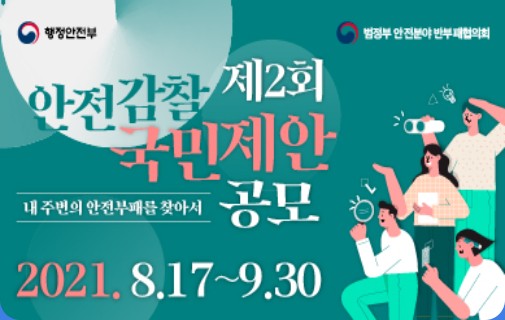 행정안전부
범정부 안전분야 반부패협의회
안전감찰 제2회
국민제안
공모
내 주변의 안전부패를 찾아서
2021. 8.17~9.30